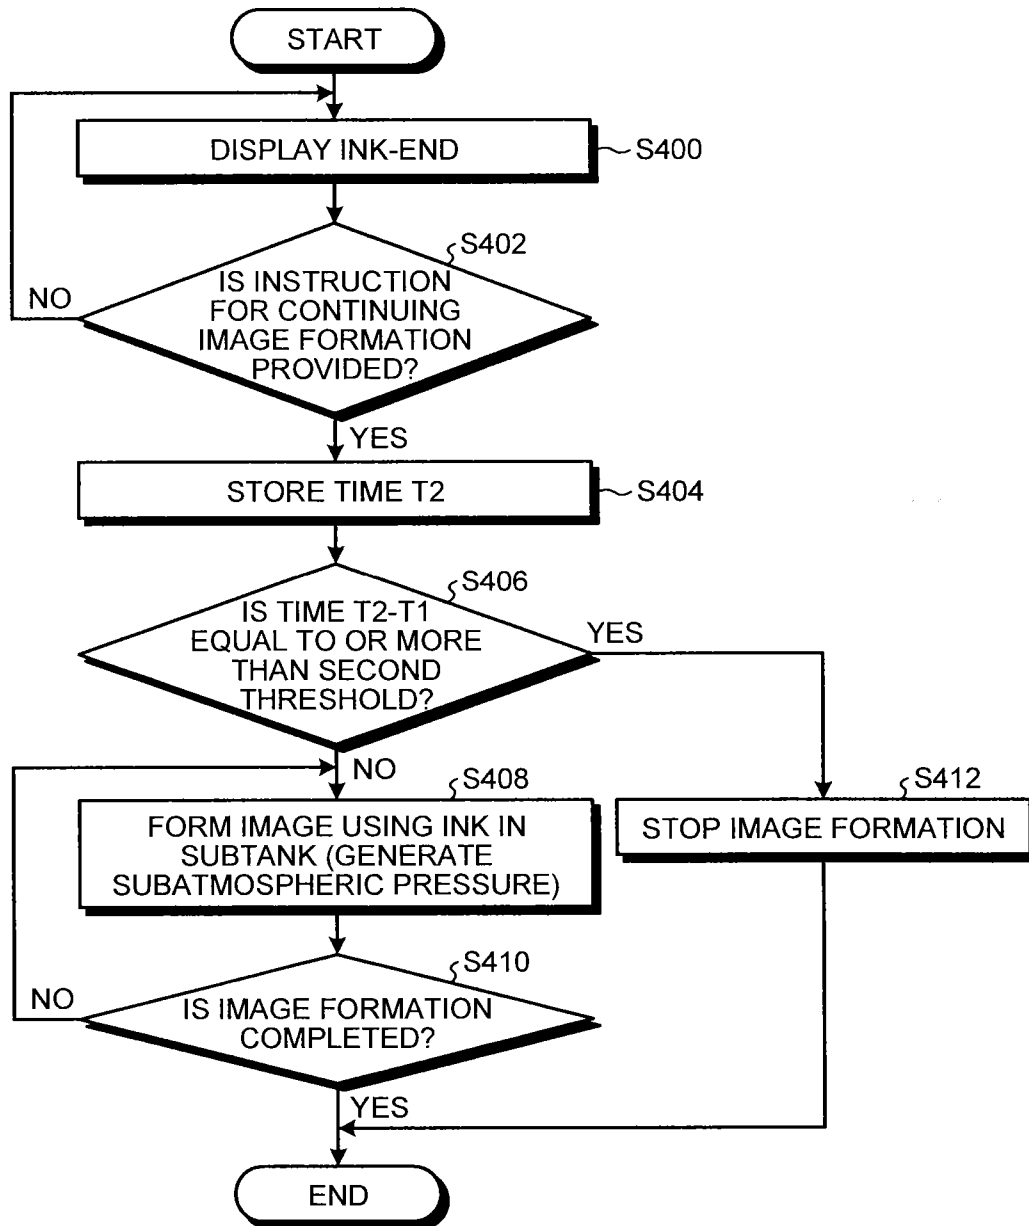 START
DISPLAY INK-END
S400
S402
IS INSTRUCTION
FOR CONTINUING
IMAGE FORMATION
PROVIDED?
NO
YES
STORE TIME T2
S404
S406
IS TIME T2-T1
EQUAL TO OR MORE
THAN SECOND
THRESHOLD?
YES
NO
S408
FORM IMAGE USING INK IN
SUBTANK (GENERATE
SUBATMOSPHERIC PRESSURE)
S412
STOP IMAGE FORMATION
S410
IS IMAGE FORMATION
COMPLETED?
NO
YES
END